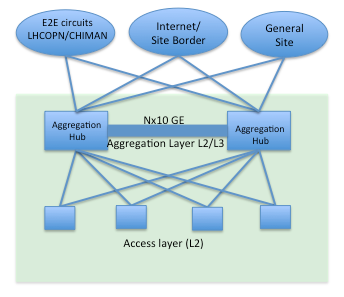 E2E circuits
LHCOPN/CHIMAN
Internet/
Site Border
General
Site
Aggregation
Hub
Nx10 GE
Aggregation Layer L2/L3
Aggregation
Hub
Access layer (L2)